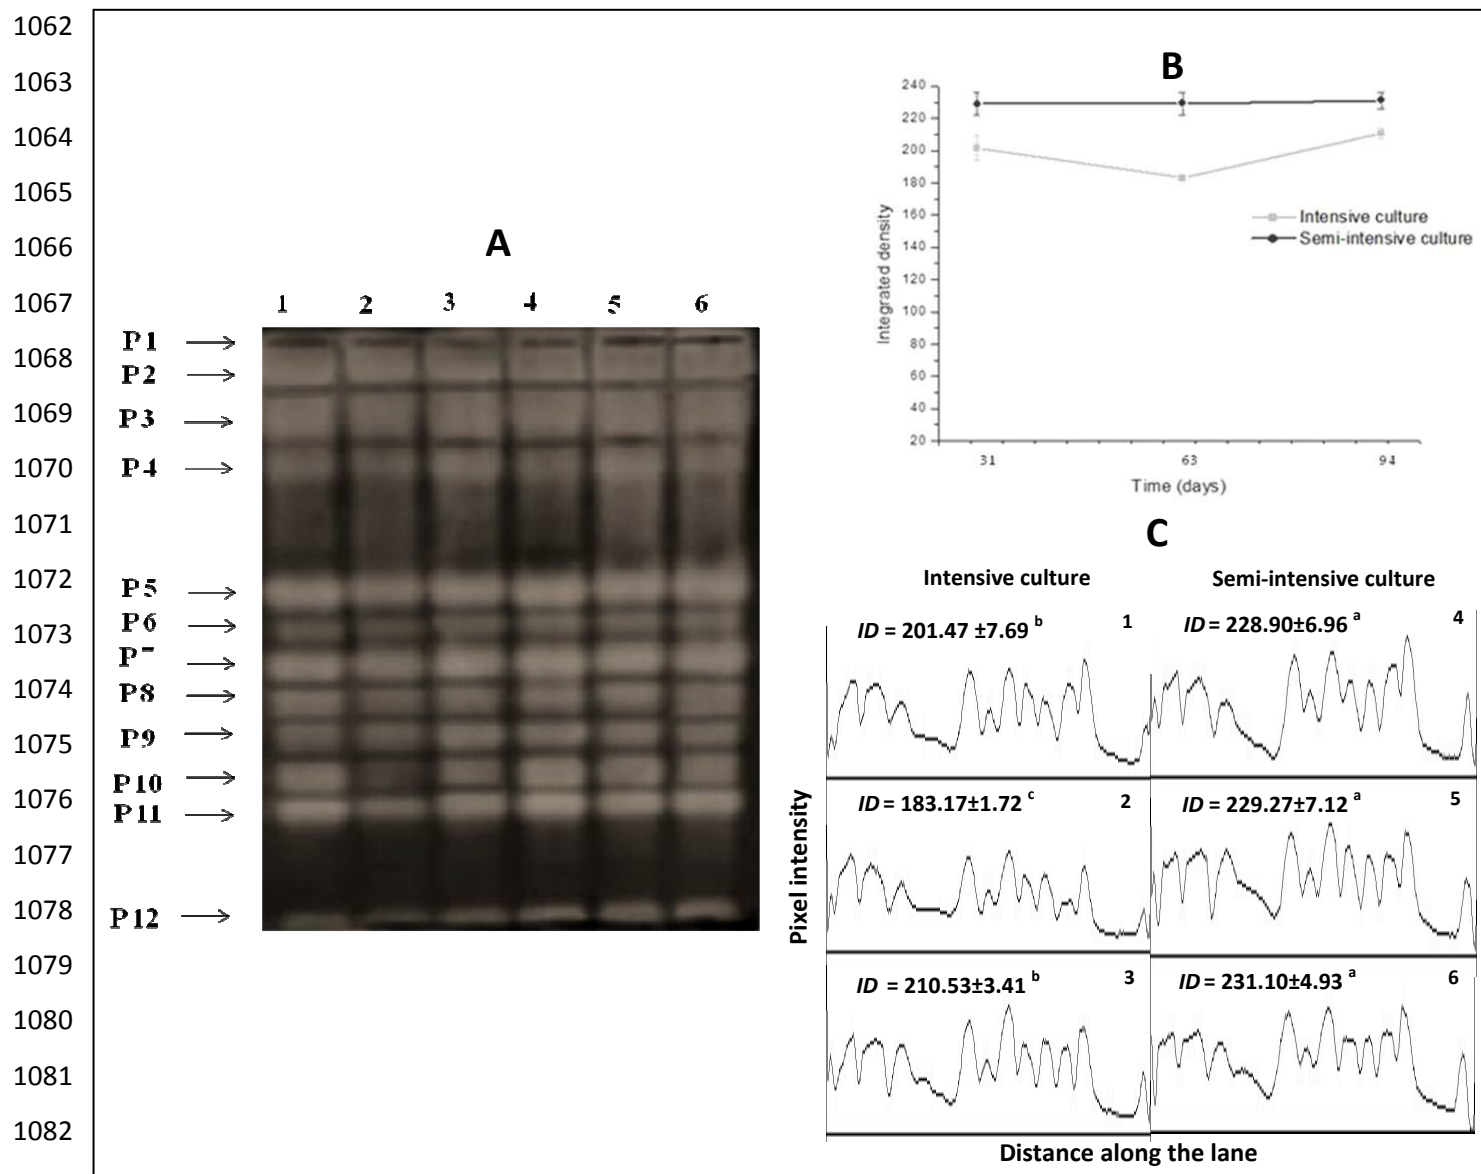 1062
1063
1064
1065
1066
1067
1068
1069
1070
1071
1072
1073
1074
1075
1076
1077
1078
1079
1080
1081
1082
A
1 2 3 4 5 6
P1
P2
P3
P4
P5
P6
P7
P8
P9
P10
P11
P12
B
240
220
200
180
160
140
120
100
80
60
40
20
Integrated density
31 63 94
Time (days)
Intensive culture
Semi-intensive culture
C
Intensive culture Semi-intensive culture
ID = 201.47 ±7.69 b 1
ID = 228.90±6.96 a 4
ID = 183.17±1.72 c 2
ID = 229.27±7.12 a 5
ID = 210.53±3.41 b 3
ID = 231.10±4.93 a 6
Pixel intensity
Distance along the lane